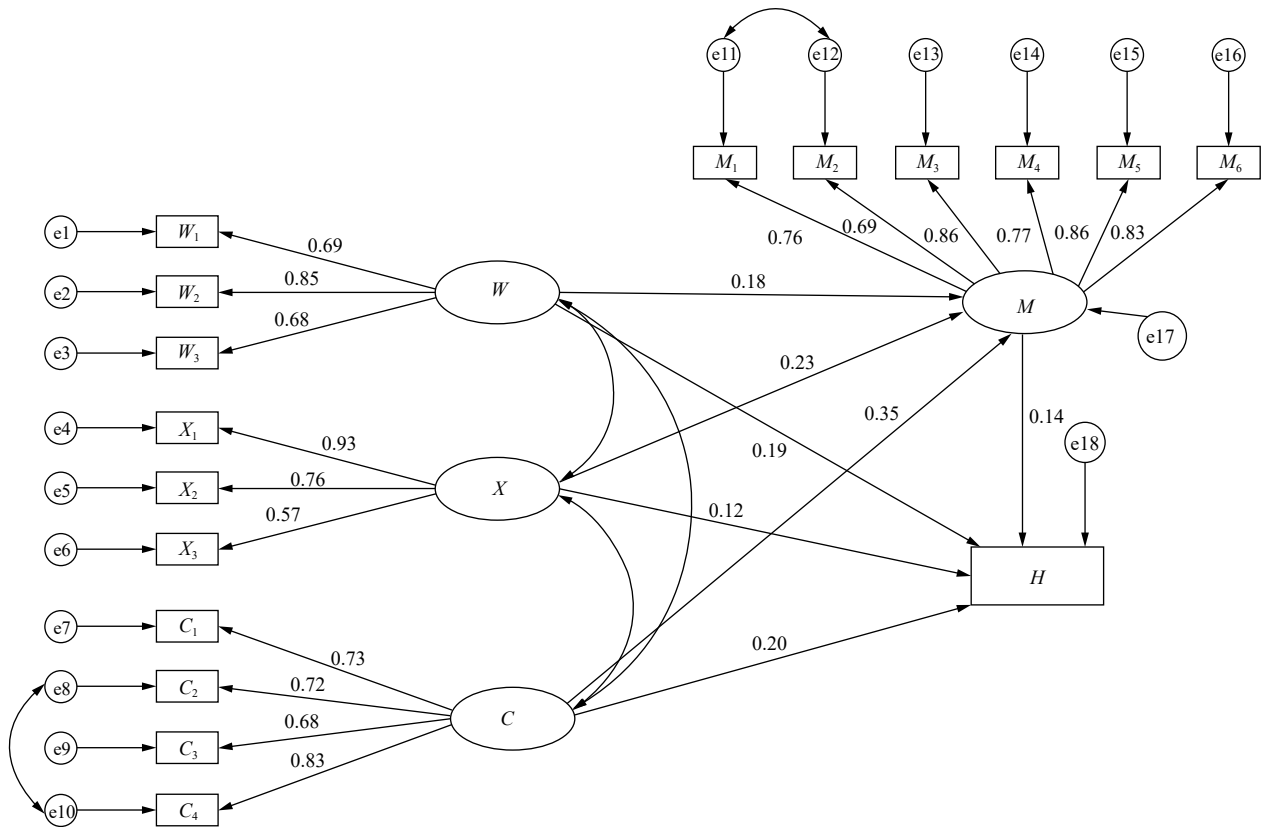 e11 e12 e13 e14 e15 e16
M₁ M₂ M₃ M₄ M₅ M₆
0.76 0.69 0.86 0.77 0.86 0.83
e1 W₁ 0.69
e2 W₂ 0.85
e3 W₃ 0.68
W
0.18
M
e17
0.23
0.35
0.14
e4 X₁ 0.93
e5 X₂ 0.76
e6 X₃ 0.57
X
0.19
e18
0.12
H
e7 C₁ 0.73
e8 C₂ 0.72
e9 C₃ 0.68
e10 C₄ 0.83
C
0.20